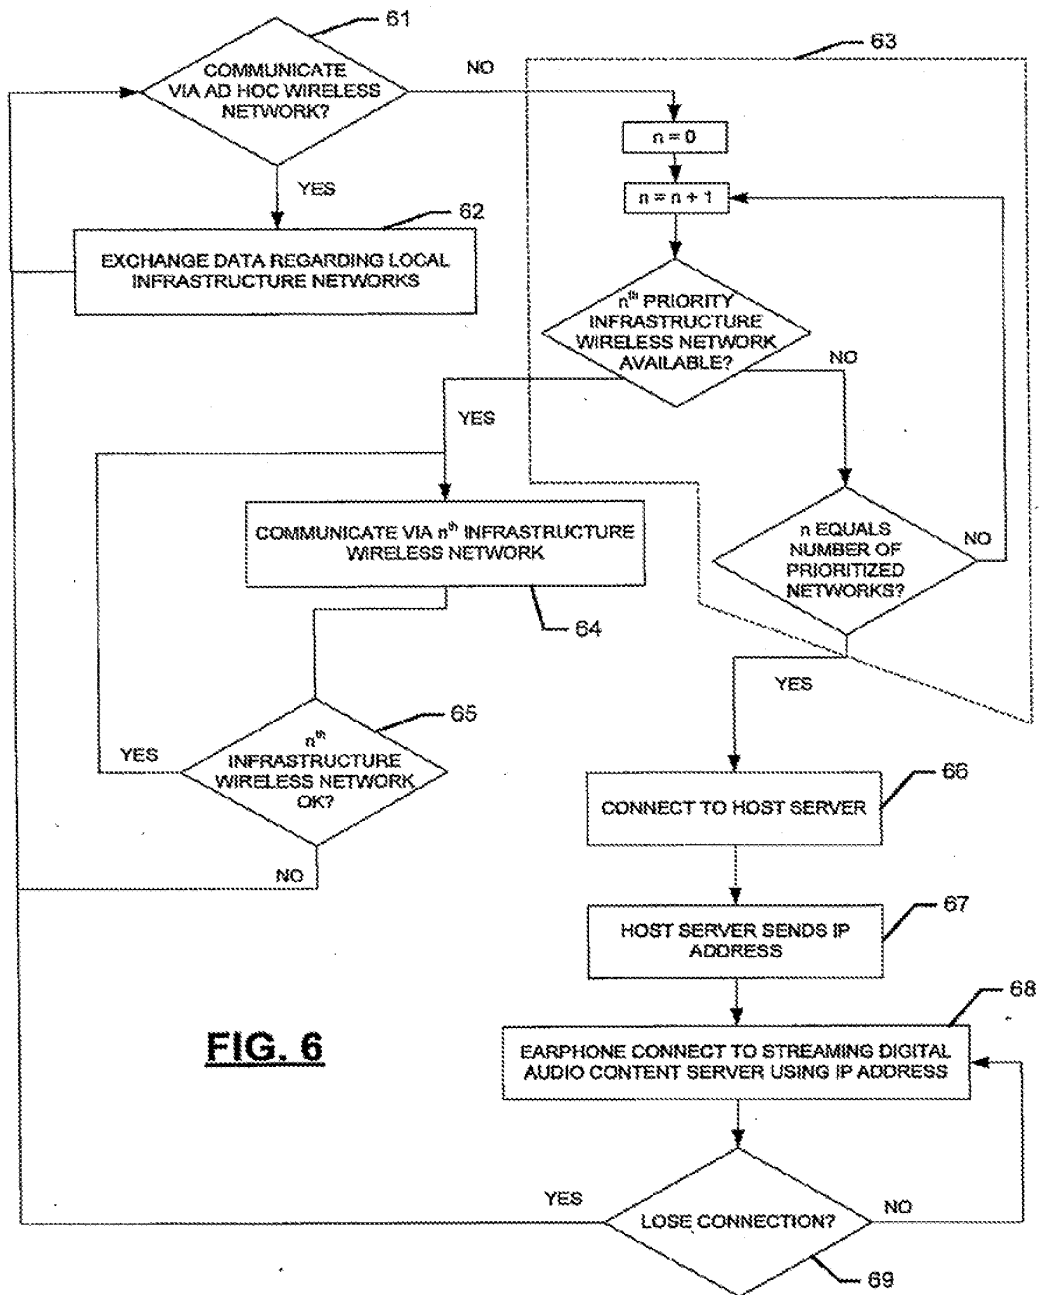 61
COMMUNICATE
VIA AD HOC WIRELESS
NETWORK?
NO
YES
62
EXCHANGE DATA REGARDING LOCAL
INFRASTRUCTURE NETWORKS
63
n = 0
n = n + 1
nth PRIORITY
INFRASTRUCTURE
WIRELESS NETWORK
AVAILABLE?
NO
YES
COMMUNICATE VIA nth INFRASTRUCTURE
WIRELESS NETWORK
64
n EQUALS
NUMBER OF
PRIORITIZED
NETWORKS?
NO
YES
65
nth
INFRASTRUCTURE
WIRELESS NETWORK
OK?
YES
NO
66
CONNECT TO HOST SERVER
67
HOST SERVER SENDS IP
ADDRESS
68
EARPHONE CONNECT TO STREAMING DIGITAL
AUDIO CONTENT SERVER USING IP ADDRESS
FIG. 6
YES
LOSE CONNECTION?
NO
69